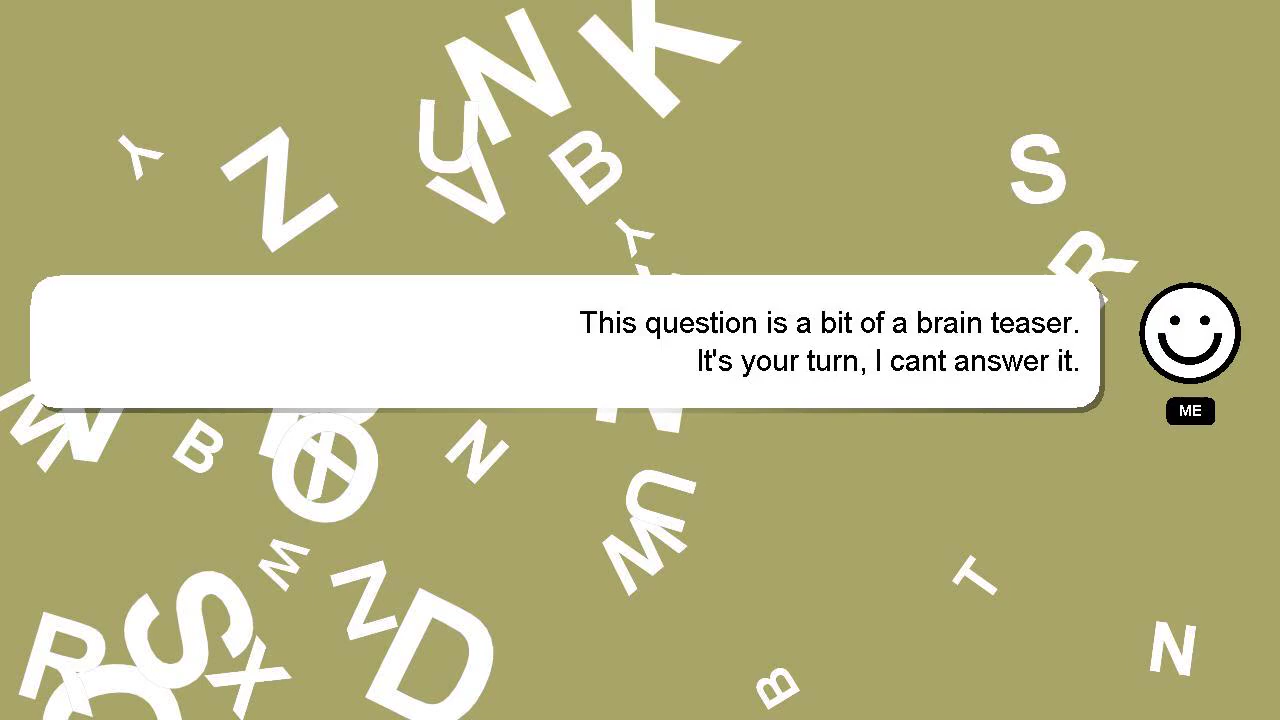 This question is a bit of a brain teaser.
It's your turn, I cant answer it.
ME
Y
Z
U
N
K
V
B
Y
S
R
B
O
X
N
U
W
W
Z
D
S
R
X
T
N
B